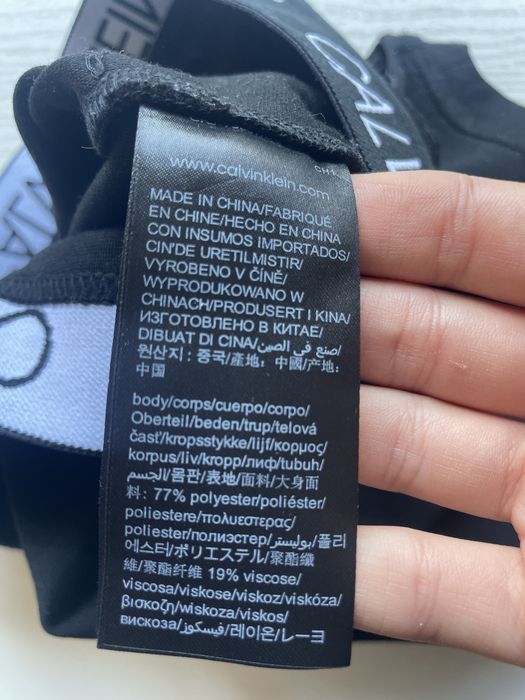 CAL
www.calvinklein.com
MADE IN CHINA/FABRIQUÉ
EN CHINE/HECHO EN CHINA
CON INSUMOS IMPORTADOS/
CIN'DE URETILMISTIR/
VYROBENO V ČÍNĚ/
WYPRODUKOWANO W
CHINACH/PRODUSERT I KINA/
ИЗГОТОВЛЕНО В КИТАЕ/
DIBUAT DI CINA/صنع في الصين/
원산지 : 중국/產地：中國/产地：
中国
body/corps/cuerpo/corpo/
Oberteil/beden/trup/telová
časť/kropsstykke/lijf/κορμος/
korpus/liv/kropp/лиф/tubuh/
الجسم/몸판/表地/面料/大身面
料: 77% polyester/poliéster/
poliestere/πολυεστερας/
poliester/полиэстер/بوليستر/폴리
에스터/ポリエステル/聚酯纖
維/聚酯纤维 19% viscose/
viscosa/viskose/viskoz/viskóza/
βισκοζη/wiskoza/viskos/
вискоза/فيسكوز/레이온/レーヨ